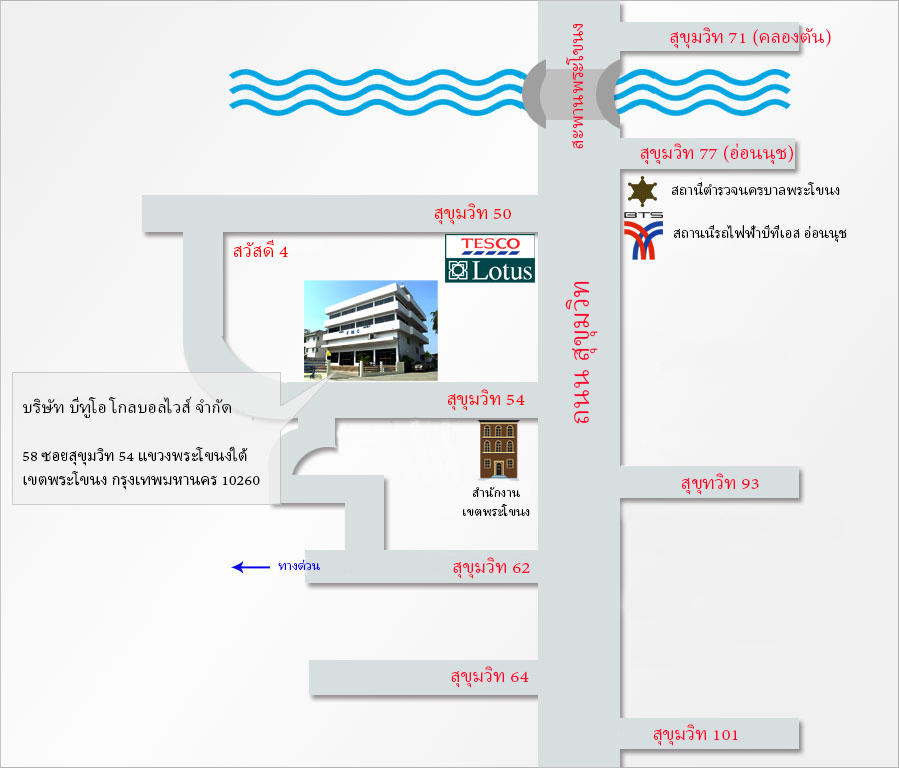 สุขุมวิท 71 (คลองตัน)
สะพานพระโขนง
สุขุมวิท 77 (อ่อนนุช)
สถานีตำรวจนครบาลพระโขนง
BTS
สถานนีรถไฟฟ้าบีทีเอส อ่อนนุช
สุขุมวิท 50
สวัสดี 4
TESCO
Lotus
ถนน สุขุมวิท
สุขุมวิท 54
บริษัท บีทูโอ โกลบอลไวส์ จำกัด
58 ซอยสุขุมวิท 54 แขวงพระโขนงใต้
เขตพระโขนง กรุงเทพมหานคร 10260
สำนักงาน
เขตพระโขนง
สุขุทวิท 93
ทางด่วน
สุขุมวิท 62
สุขุมวิท 64
สุขุมวิท 101